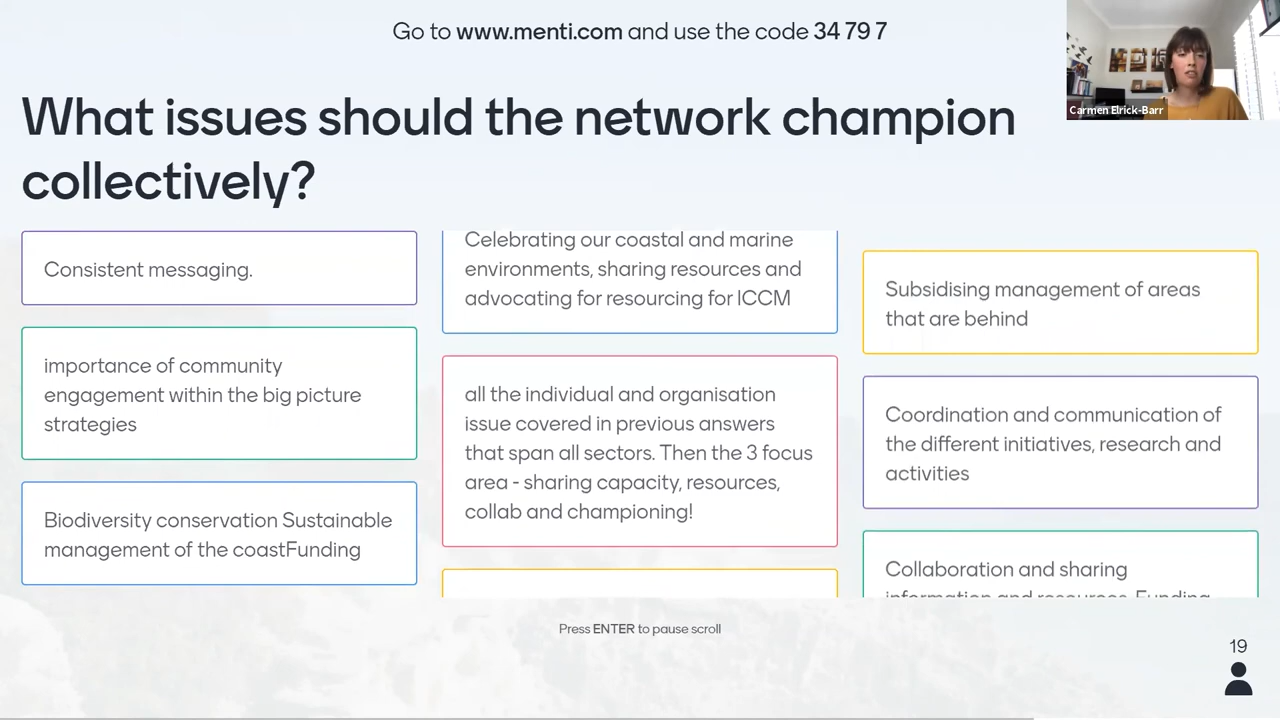 Go to www.menti.com and use the code 34 79 7
Carmen Elrick-Barr
What issues should the network champion
collectively?
Consistent messaging.
importance of community
engagement within the big picture
strategies
Biodiversity conservation Sustainable
management of the coastFunding
Celebrating our coastal and marine
environments, sharing resources and
advocating for resourcing for ICCM
all the individual and organisation
issue covered in previous answers
that span all sectors. Then the 3 focus
area - sharing capacity, resources,
collab and championing!
Subsidising management of areas
that are behind
Coordination and communication of
the different initiatives, research and
activities
Collaboration and sharing
information and resources. Funding
Press ENTER to pause scroll
19